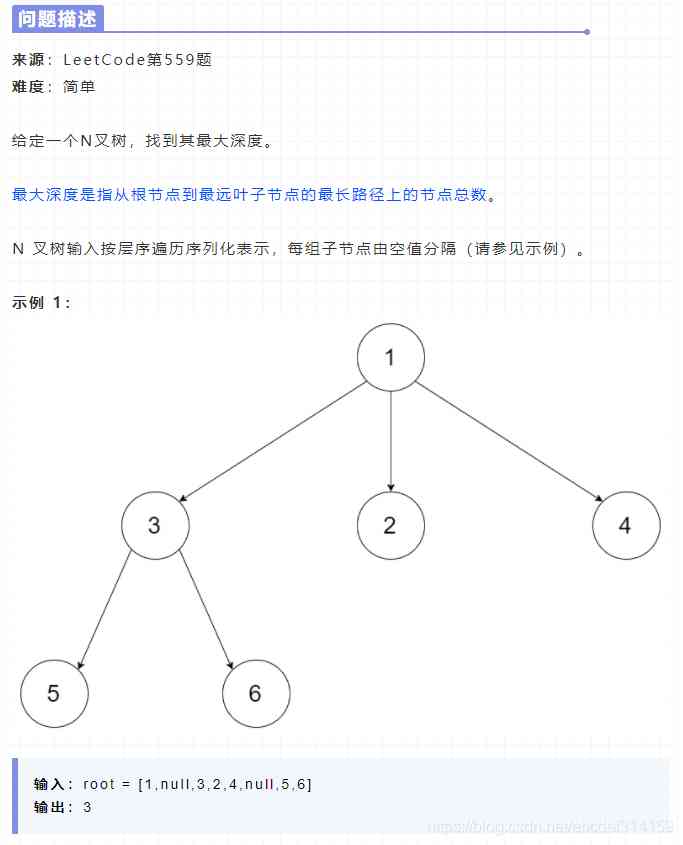 问题描述
来源：LeetCode第559题
难度：简单
给定一个N叉树，找到其最大深度。
最大深度是指从根节点到最远叶子节点的最长路径上的节点总数。
N 叉树输入按层序遍历序列化表示，每组子节点由空值分隔（请参见示例）。
示例 1：
1
3 2 4
5 6
输入：root = [1,null,3,2,4,null,5,6]
输出：3